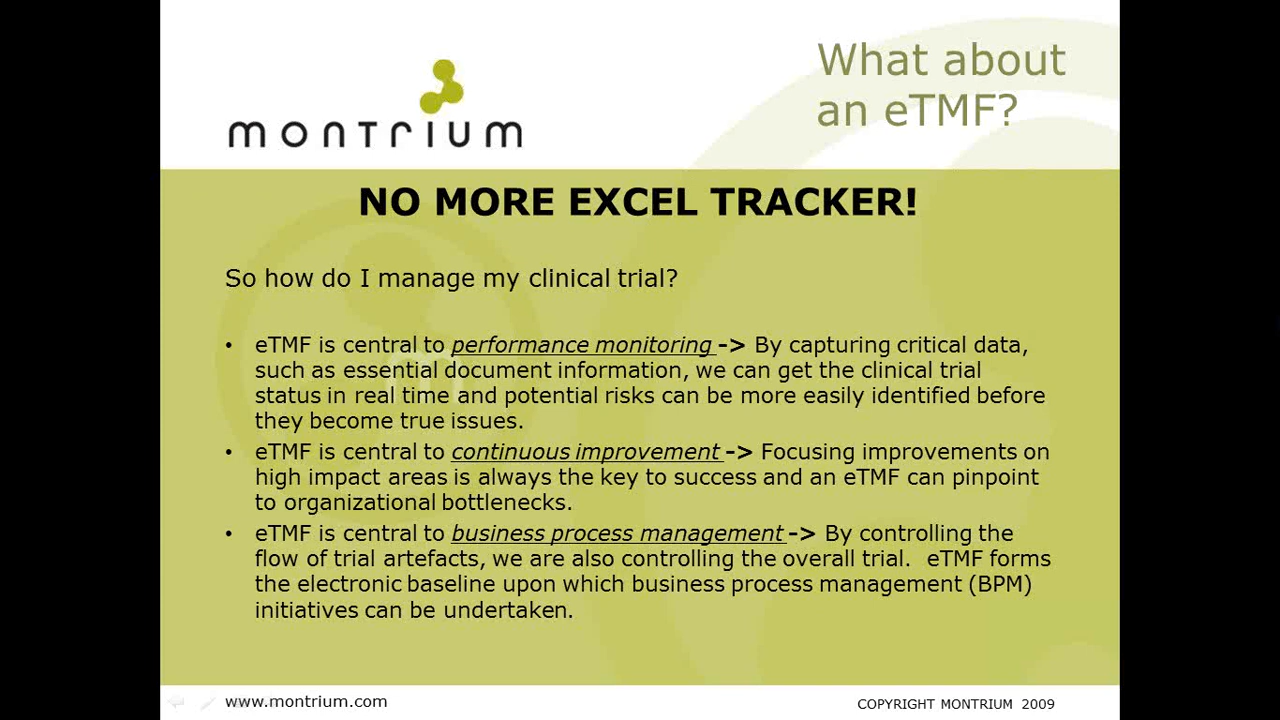 What about
an eTMF?
montrium
NO MORE EXCEL TRACKER!
So how do I manage my clinical trial?
• eTMF is central to performance monitoring –> By capturing critical data,
such as essential document information, we can get the clinical trial
status in real time and potential risks can be more easily identified before
they become true issues.
• eTMF is central to continuous improvement –> Focusing improvements on
high impact areas is always the key to success and an eTMF can pinpoint
to organizational bottlenecks.
• eTMF is central to business process management –> By controlling the
flow of trial artefacts, we are also controlling the overall trial.  eTMF forms
the electronic baseline upon which business process management (BPM)
initiatives can be undertaken.
www.montrium.com
COPYRIGHT MONTRIUM 2009